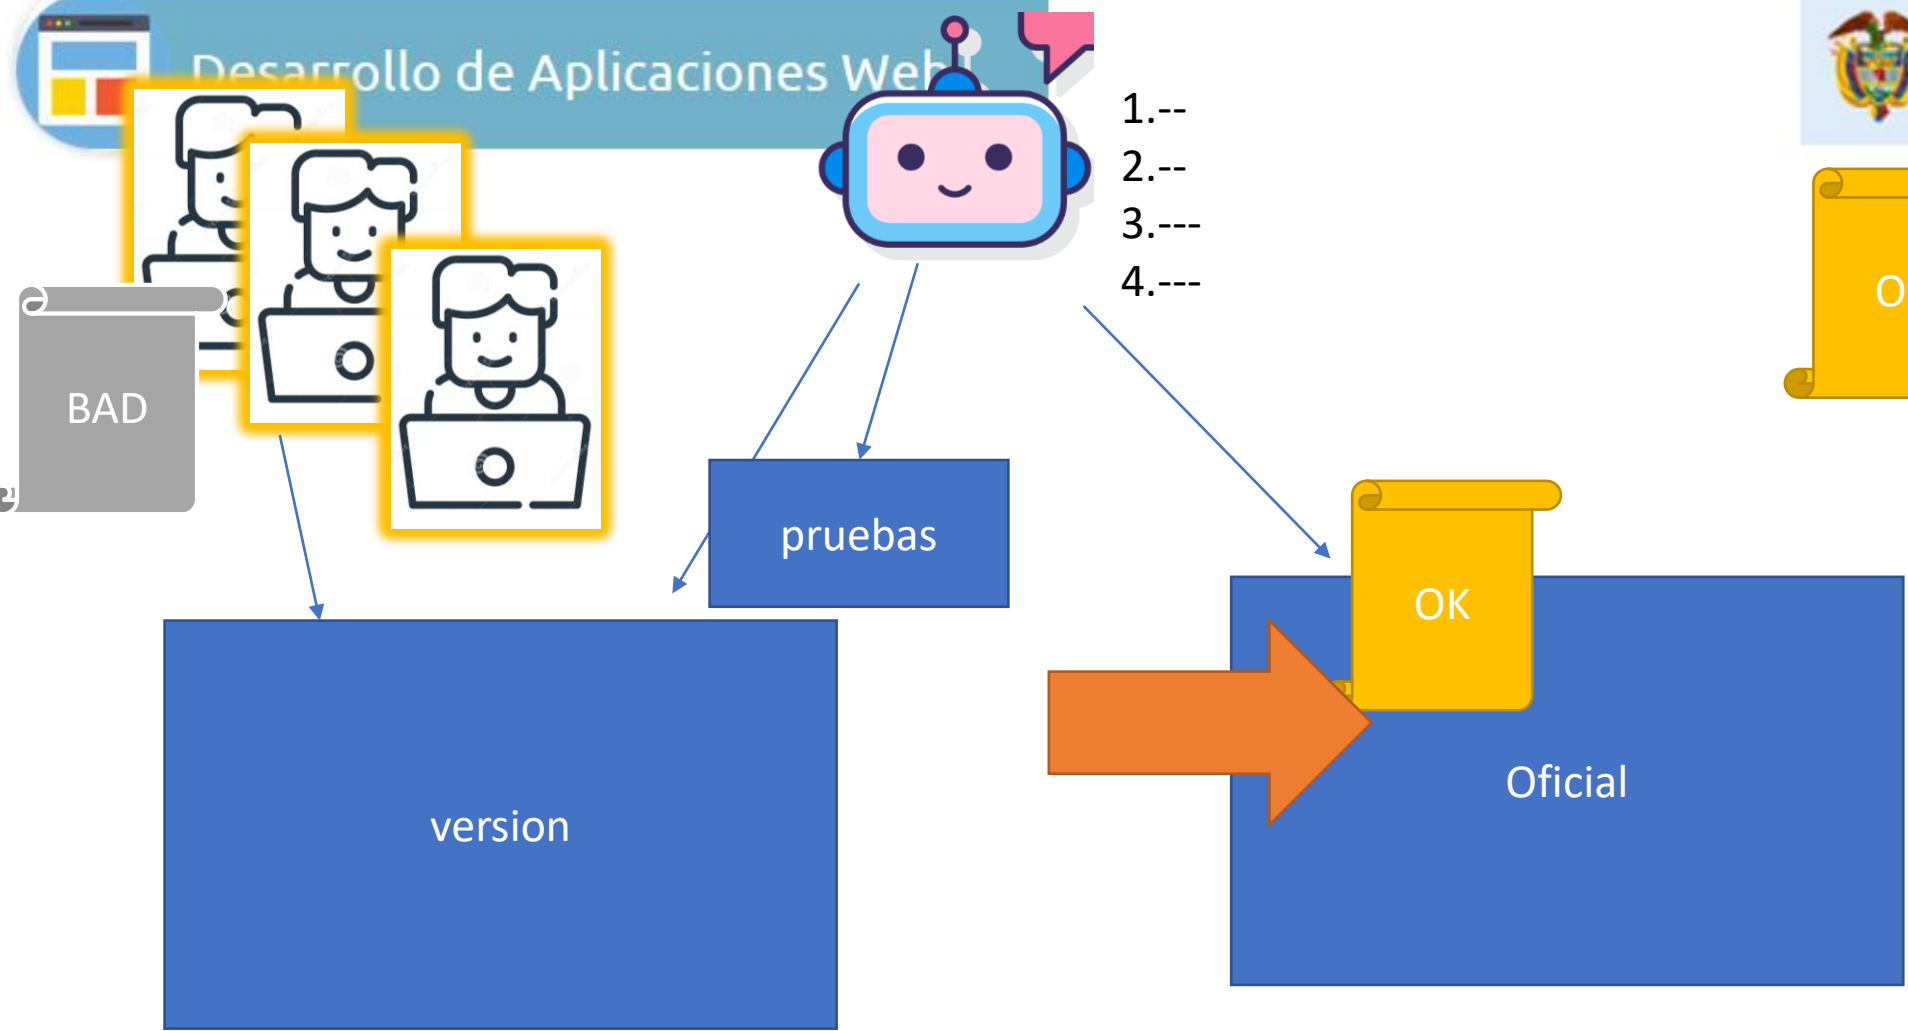 Desarrollo de Aplicaciones Web
1.--
2.--
3.---
4.---
O
BAD
pruebas
OK
Oficial
version